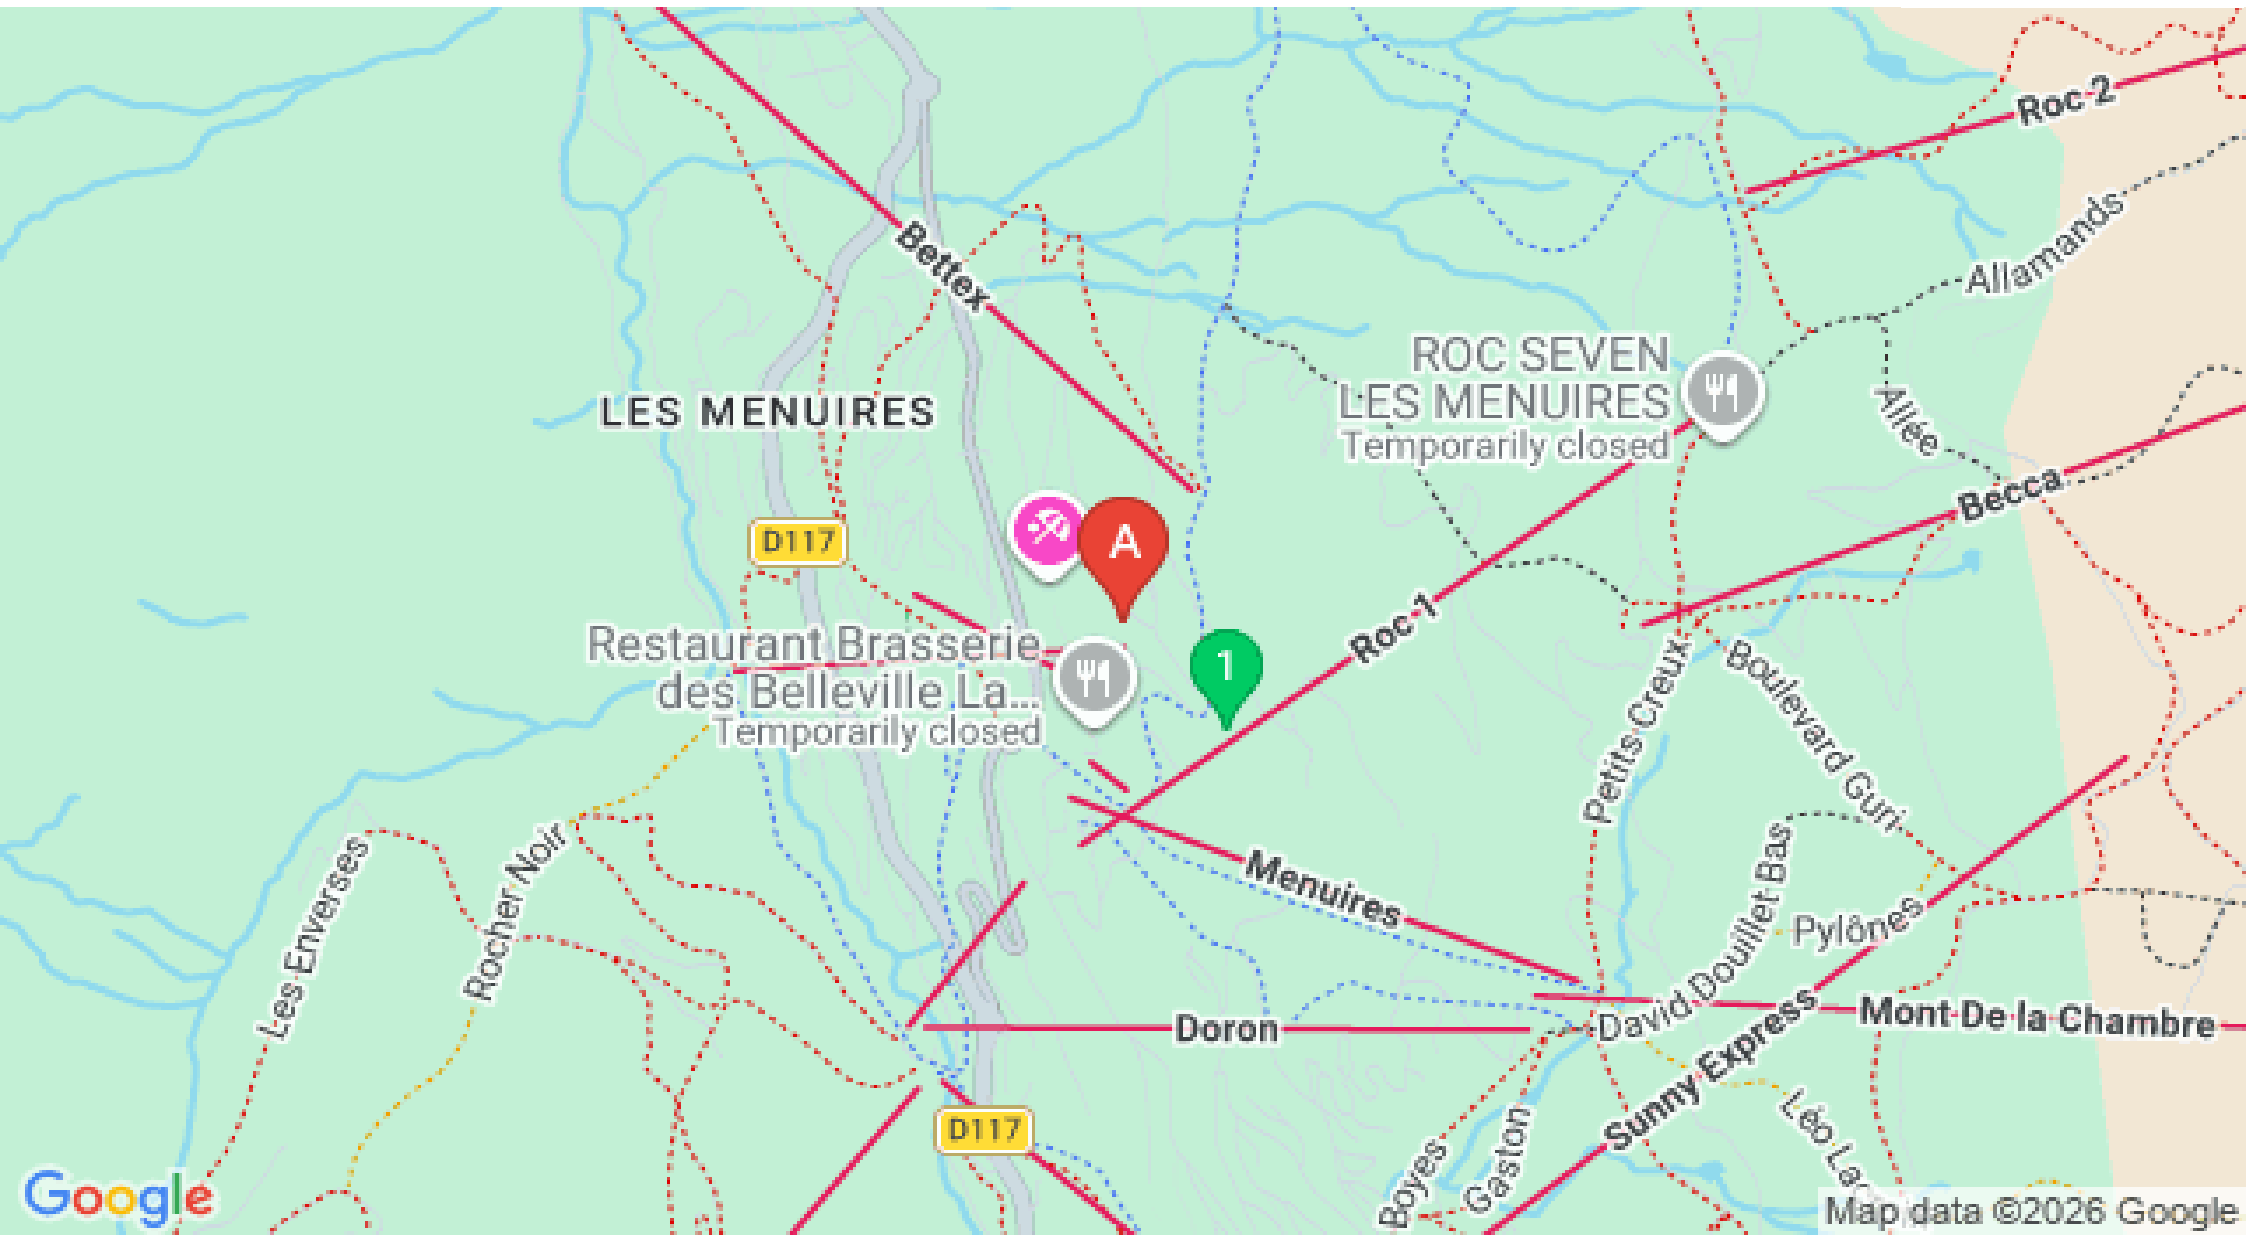 Roc 2
Allamands
Bettex
ROC SEVEN
LES MENUIRES
Temporarily closed
LES MENUIRES
Allée
Becca
D117
A
Roc 1
Restaurant Brasserie
des Belleville La...
Temporarily closed
1
Petits Creux
Boulevard Guri
Les Enverses
Rocher Noir
Menuires
David Douillet Bas
Pylônes
Doron
Mont De la Chambre
Sunny Express
D117
Boyes
Gaston
Léo Lac
Google
Map data ©2026 Google